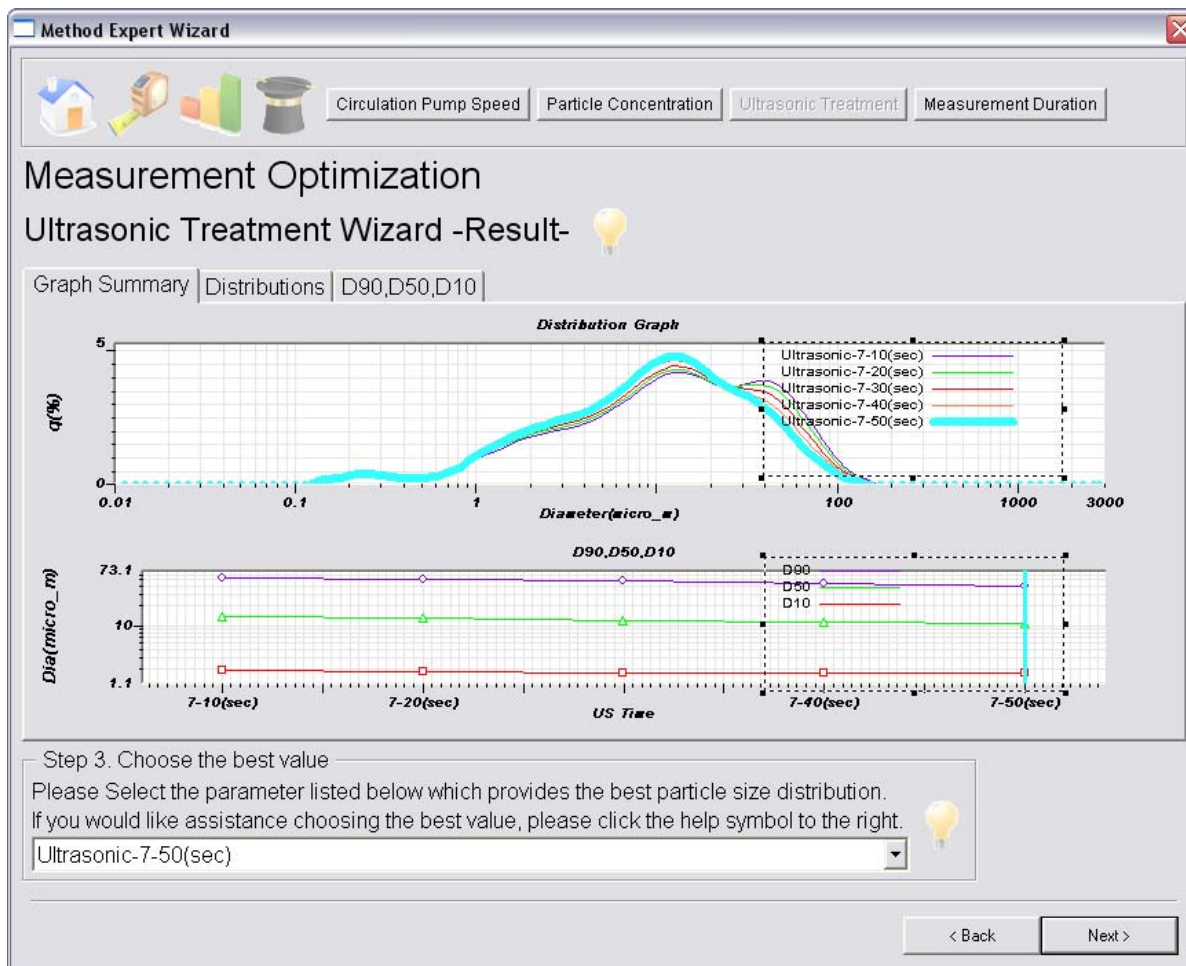 Method Expert Wizard
Circulation Pump Speed Particle Concentration Ultrasonic Treatment Measurement Duration
Measurement Optimization
Ultrasonic Treatment Wizard -Result-
Graph Summary Distributions D90,D50,D10
Distribution Graph
5
q(%)
0
Ultrasonic-7-10(sec)
Ultrasonic-7-20(sec)
Ultrasonic-7-30(sec)
Ultrasonic-7-40(sec)
Ultrasonic-7-50(sec)
0.01 0.1 1 100 1000 3000
Diameter(micro_m)
D90,D50,D10
73.1
10
1.1
Dia(micro_m)
D90
D50
D10
7-10(sec) 7-20(sec) 7-40(sec) 7-50(sec)
US Time
Step 3. Choose the best value
Please Select the parameter listed below which provides the best particle size distribution.
If you would like assistance choosing the best value, please click the help symbol to the right.
Ultrasonic-7-50(sec)
< Back Next >